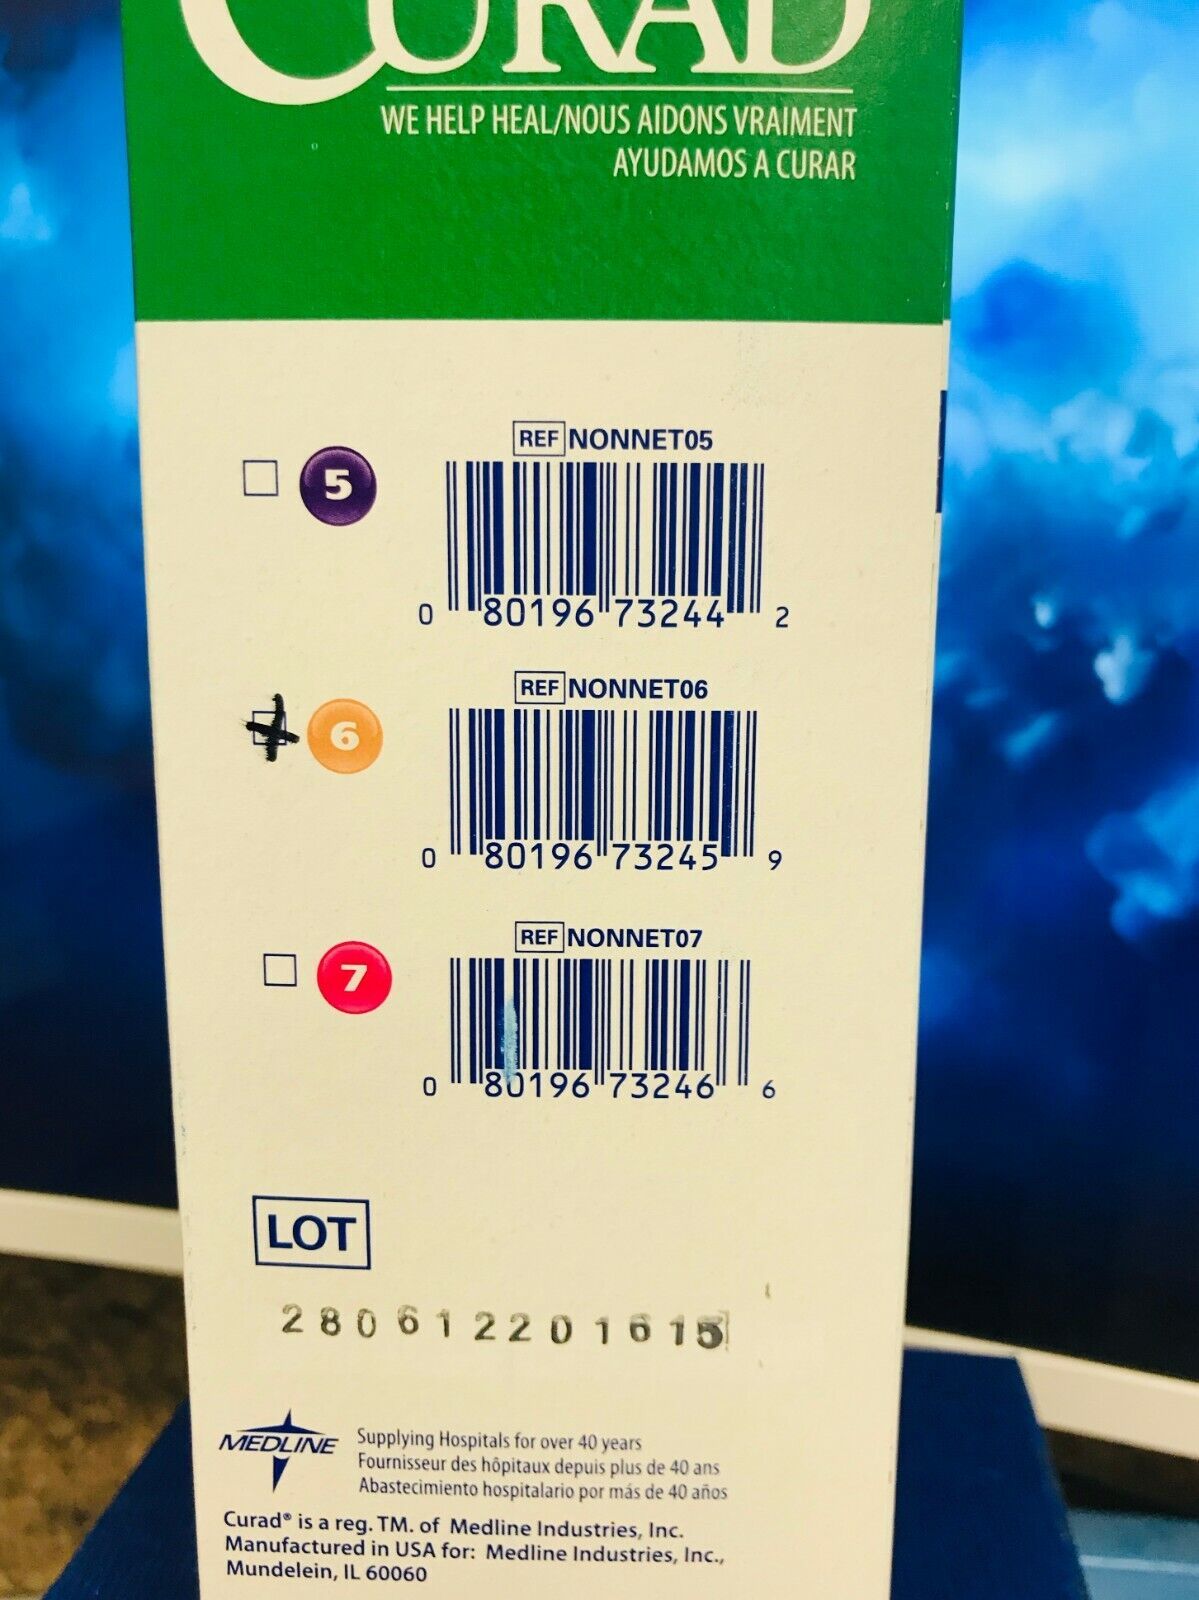 CURAD
WE HELP HEAL/NOUS AIDONS VRAIMENT
AYUDAMOS A CURAR
REF NONNET05
5
0 80196 73244 2
REF NONNET06
6
0 80196 73245 9
REF NONNET07
7
0 80196 73246 6
LOT
280612201615
MEDLINE
Supplying Hospitals for over 40 years
Fournisseur des hôpitaux depuis plus de 40 ans
Abastecimiento hospitalario por más de 40 años
Curad® is a reg. TM. of Medline Industries, Inc.
Manufactured in USA for: Medline Industries, Inc.,
Mundelein, IL 60060